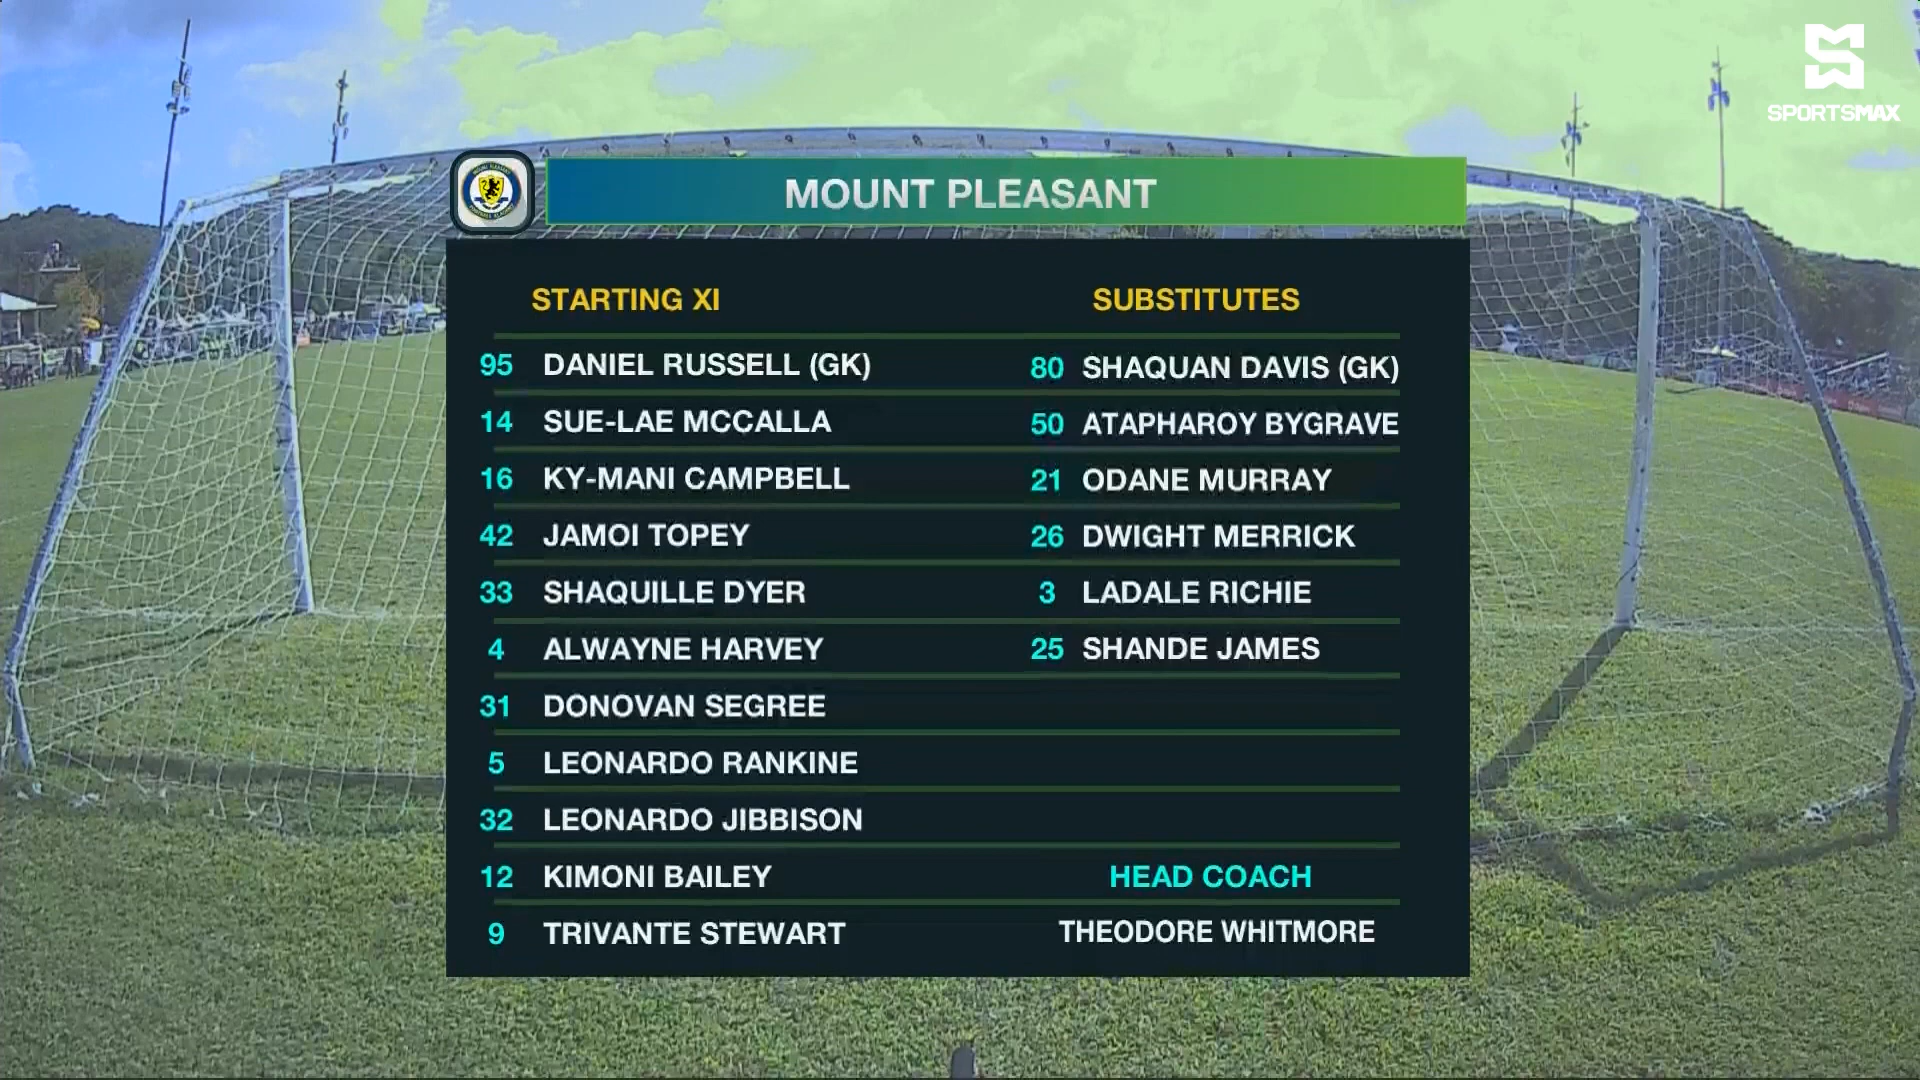 SPORTSMAX
MOUNT PLEASANT
STARTING XI
95 DANIEL RUSSELL (GK)
14 SUE-LAE MCCALLA
16 KY-MANI CAMPBELL
42 JAMOI TOPEY
33 SHAQUILLE DYER
4 ALWAYNE HARVEY
31 DONOVAN SEGREE
5 LEONARDO RANKINE
32 LEONARDO JIBBISON
12 KIMONI BAILEY
9 TRIVANTE STEWART
SUBSTITUTES
80 SHAQUAN DAVIS (GK)
50 ATAPHAROY BYGRAVE
21 ODANE MURRAY
26 DWIGHT MERRICK
3 LADALE RICHIE
25 SHANDE JAMES
HEAD COACH
THEODORE WHITMORE